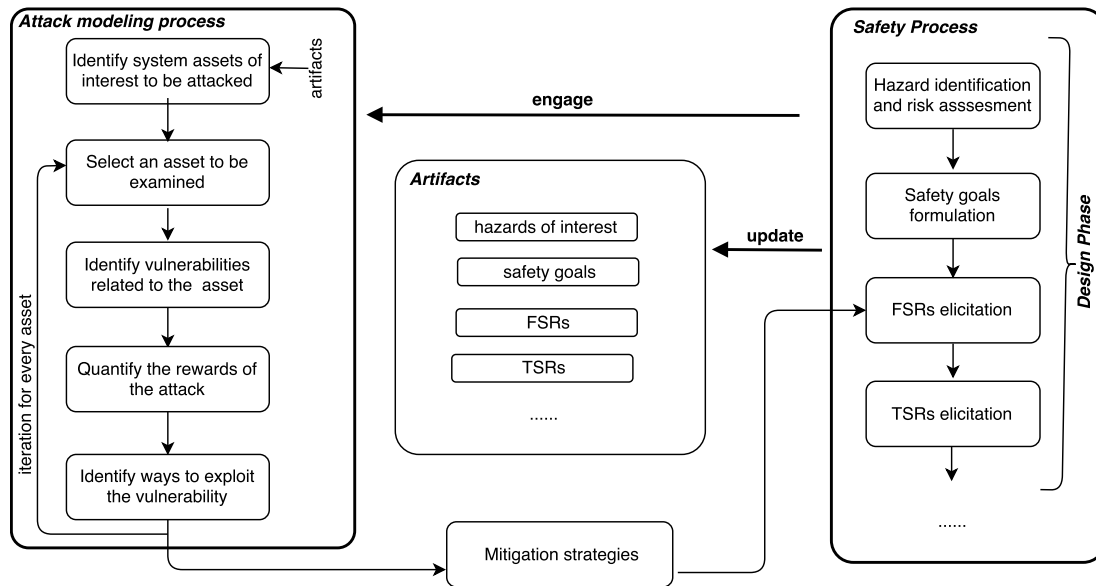 Attack modeling process
Identify system assets of
interest to be attacked
artifacts
Select an asset to be
examined
Identify vulnerabilities
related to the asset
Quantify the rewards of
the attack
Identify ways to exploit
the vulnerability
iteration for every asset
engage
Artifacts
hazards of interest
safety goals
FSRs
TSRs
......
update
Mitigation strategies
Safety Process
Hazard identification
and risk asssesment
Safety goals
formulation
FSRs elicitation
TSRs elicitation
......
Design Phase